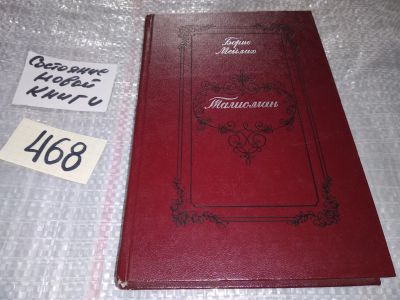 Состояние
новой
книги
468
Борис
Мейлах
Талисман